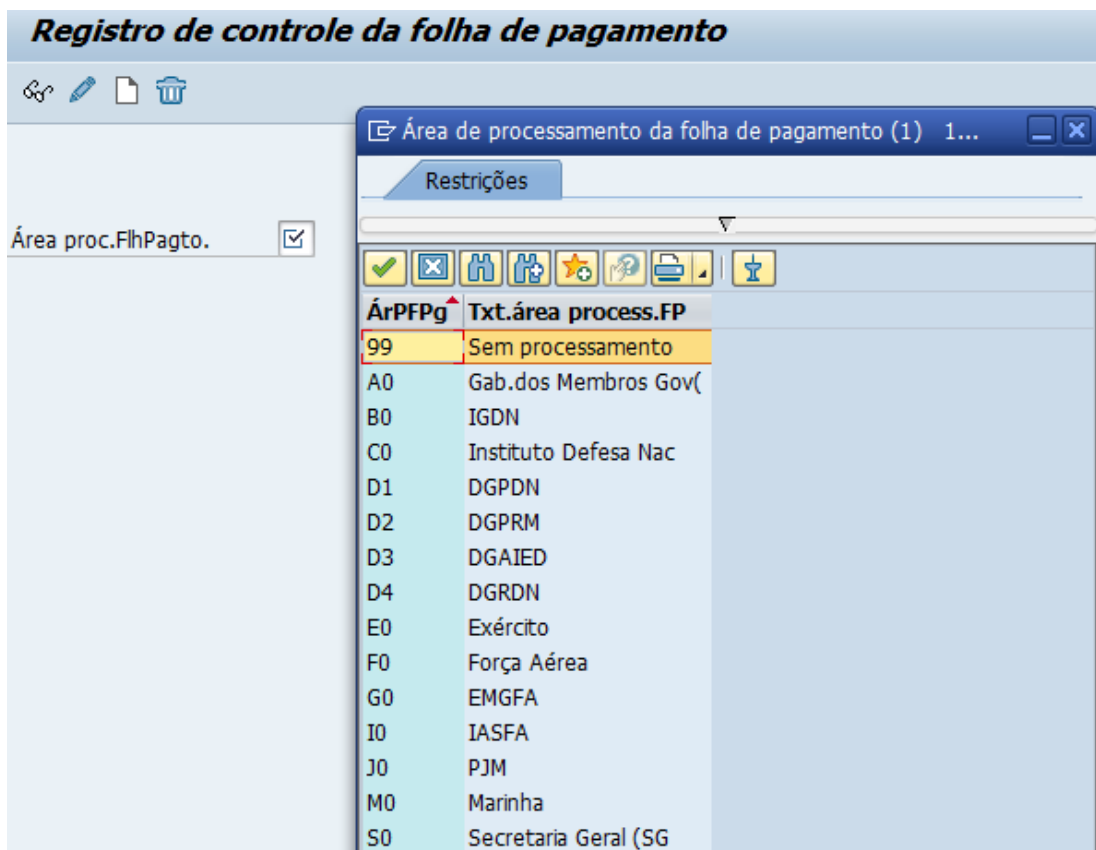 Registro de controle da folha de pagamento
Área de processamento da folha de pagamento (1) 1...
Restrições
Área proc.FlhPagto.
ÁrPFPg Txt.área process.FP
99 Sem processamento
A0 Gab.dos Membros Gov(
B0 IGDN
C0 Instituto Defesa Nac
D1 DGPDN
D2 DGPRM
D3 DGAIED
D4 DGRDN
E0 Exército
F0 Força Aérea
G0 EMGFA
I0 IASFA
J0 PJM
M0 Marinha
S0 Secretaria Geral (SG